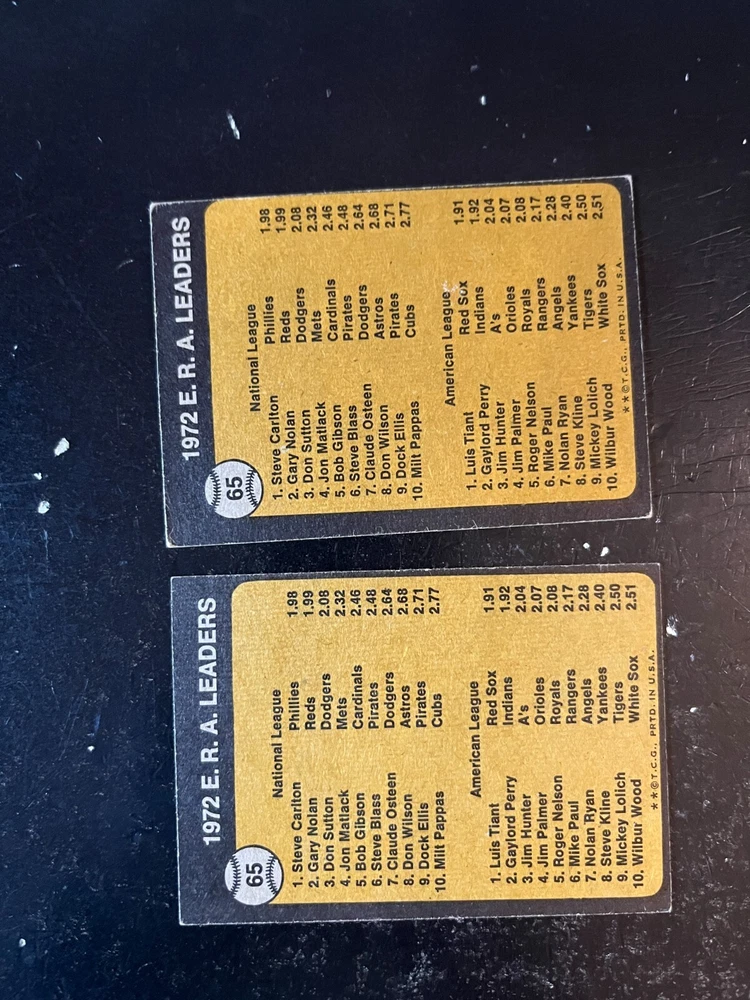 65
1972 E. R. A. LEADERS
National League
1. Steve Carlton Phillies 1.98
2. Gary Nolan Reds 1.99
3. Don Sutton Dodgers 2.08
4. Jon Matlack Mets 2.32
5. Bob Gibson Cardinals 2.46
6. Steve Blass Pirates 2.48
7. Claude Osteen Dodgers 2.64
8. Don Wilson Astros 2.68
9. Dock Ellis Pirates 2.71
10. Milt Pappas Cubs 2.77
American League
1. Luis Tiant Red Sox 1.91
2. Gaylord Perry Indians 1.92
3. Jim Hunter A's 2.04
4. Jim Palmer Orioles 2.07
5. Roger Nelson Royals 2.08
6. Mike Paul Rangers 2.17
7. Nolan Ryan Angels 2.28
8. Steve Kline Yankees 2.40
9. Mickey Lolich Tigers 2.50
10. Wilbur Wood White Sox 2.51
**©T.C.G., PRTD. IN U.S.A.
65
1972 E. R. A. LEADERS
National League
1. Steve Carlton Phillies 1.98
2. Gary Nolan Reds 1.99
3. Don Sutton Dodgers 2.08
4. Jon Matlack Mets 2.32
5. Bob Gibson Cardinals 2.46
6. Steve Blass Pirates 2.48
7. Claude Osteen Dodgers 2.64
8. Don Wilson Astros 2.68
9. Dock Ellis Pirates 2.71
10. Milt Pappas Cubs 2.77
American League
1. Luis Tiant Red Sox 1.91
2. Gaylord Perry Indians 1.92
3. Jim Hunter A's 2.04
4. Jim Palmer Orioles 2.07
5. Roger Nelson Royals 2.08
6. Mike Paul Rangers 2.17
7. Nolan Ryan Angels 2.28
8. Steve Kline Yankees 2.40
9. Mickey Lolich Tigers 2.50
10. Wilbur Wood White Sox 2.51
**©T.C.G., PRTD. IN U.S.A.